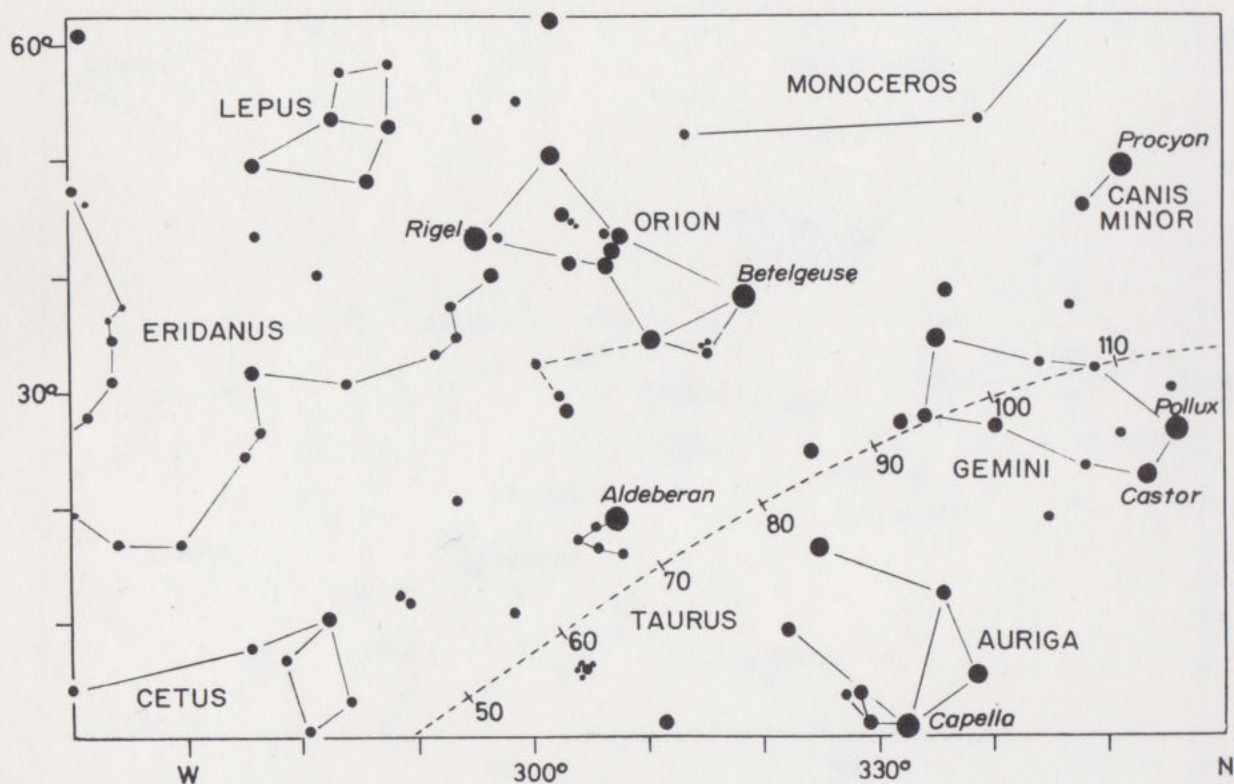 60°
MONOCEROS
LEPUS
Procyon
CANIS
MINOR
Rigel
ORION
Betelgeuse
ERIDANUS
110
30°
100
Pollux
90
GEMINI
Castor
Aldeberan
80
70
TAURUS
60
AURIGA
CETUS
50
Capella
W
300°
330°
N